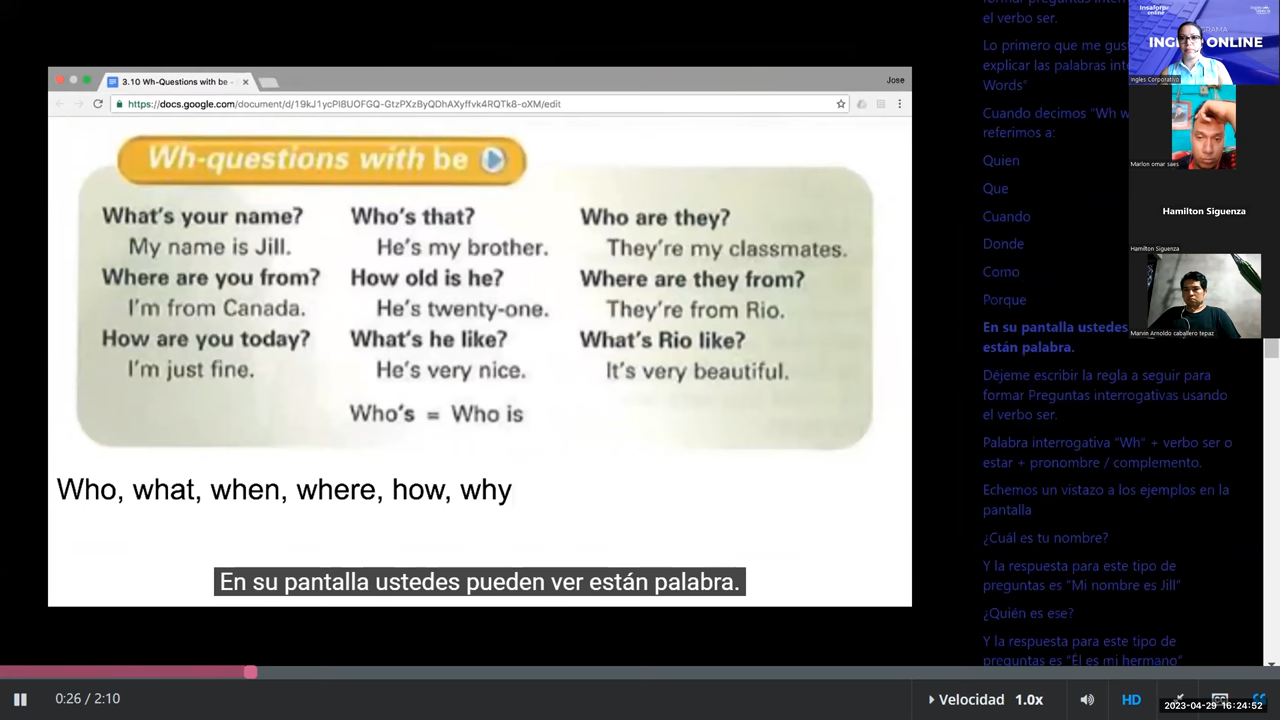 3.10 Wh-Questions with be -
Jose
https://docs.google.com/document/d/19kJ1ycPl8UOFGQ-GtzPXzByQDhAXyffvk4RQTk8-oXM/edit
Wh-questions with be
What's your name?
My name is Jill.
Where are you from?
I'm from Canada.
How are you today?
I'm just fine.
Who's that?
He's my brother.
How old is he?
He's twenty-one.
What's he like?
He's very nice.
Who's = Who is
Who are they?
They're my classmates.
Where are they from?
They're from Rio.
What's Rio like?
It's very beautiful.
Who, what, when, where, how, why
En su pantalla ustedes pueden ver están palabra.
el verbo ser.
Lo primero que me gus
explicar las palabras int
Words"
Cuando decimos "Wh w
referimos a:
Quien
Que
Cuando
Donde
Como
Porque
En su pantalla ustedes
están palabra.
Déjeme escribir la regla a seguir para
formar Preguntas interrogativas usando
el verbo ser.
Palabra interrogativa "Wh" + verbo ser o
estar + pronombre / complemento.
Echemos un vistazo a los ejemplos en la
pantalla
¿Cuál es tu nombre?
Y la respuesta para este tipo de
preguntas es "Mi nombre es Jill"
¿Quién es ese?
Y la respuesta para este tipo de
preguntas es "Él es mi hermano"
Insaforp
online
INGL ONLINE
Ingles Corporativo
Marlon omar saes
Hamilton Siguenza
Hamilton Siguenza
Marvin Arnoldo caballero tepaz
0:26 / 2:10
Velocidad 1.0x
HD
2023-04-29 16:24:52